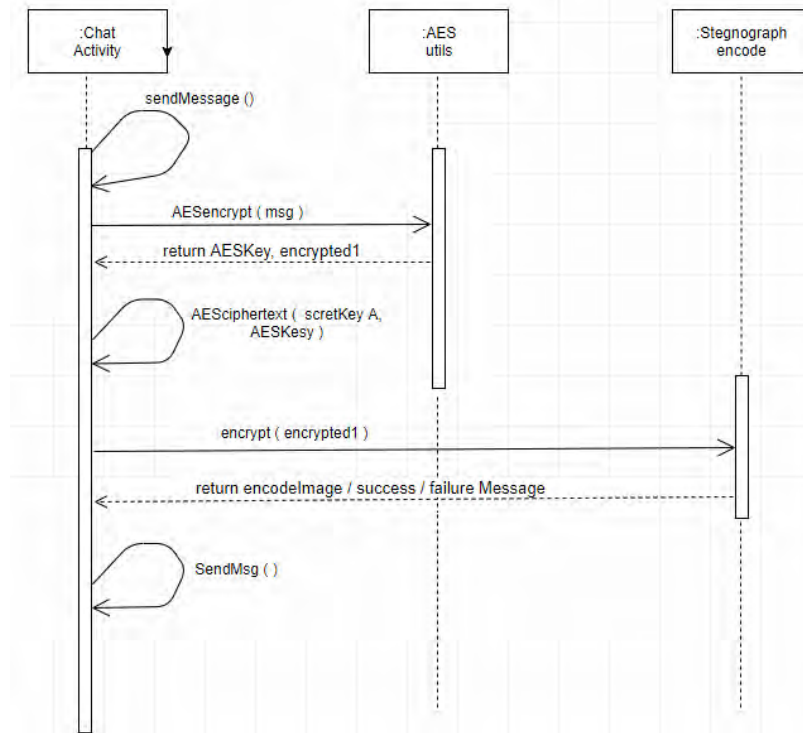 :Chat
Activity
:AES
utils
:Stegnograph
encode
sendMessage ()
AESencrypt ( msg )
return AESKey, encrypted1
AESciphertext (  scretKey A,
AESKesy )
encrypt ( encrypted1 )
return encodeImage / success / failure Message
SendMsg ( )